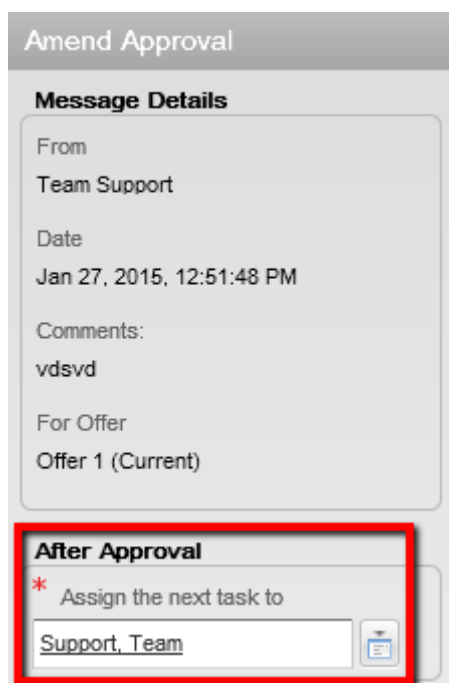 Amend Approval
Message Details
From
Team Support
Date
Jan 27, 2015, 12:51:48 PM
Comments:
vdsvd
For Offer
Offer 1 (Current)
After Approval
* Assign the next task to
Support, Team